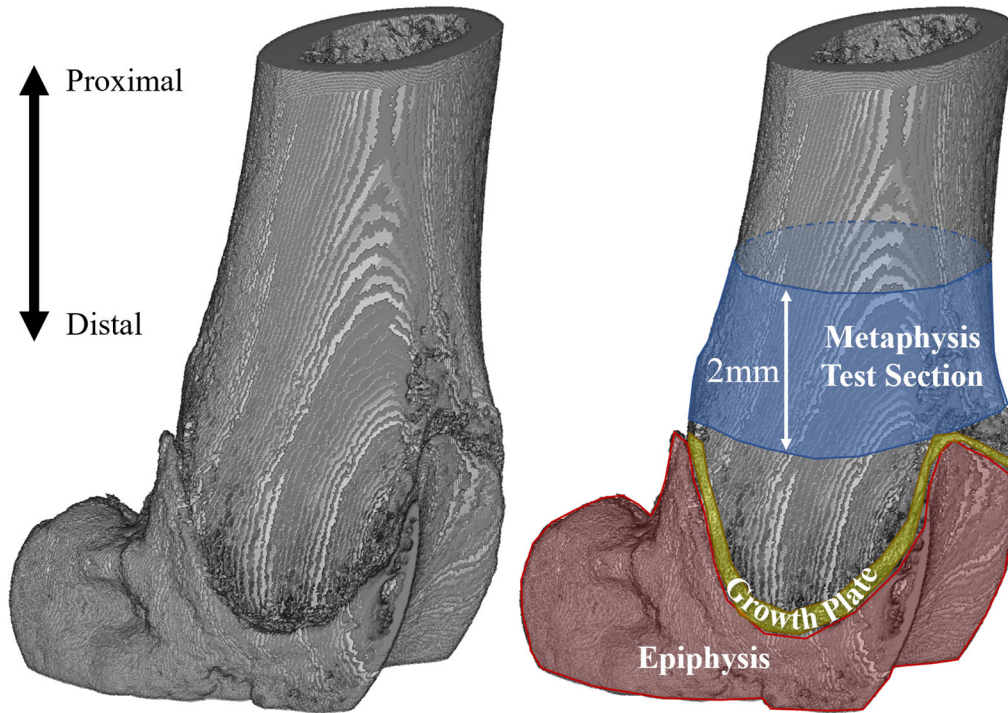 Proximal
Distal
Metaphysis
Test Section
2mm
Growth Plate
Epiphysis